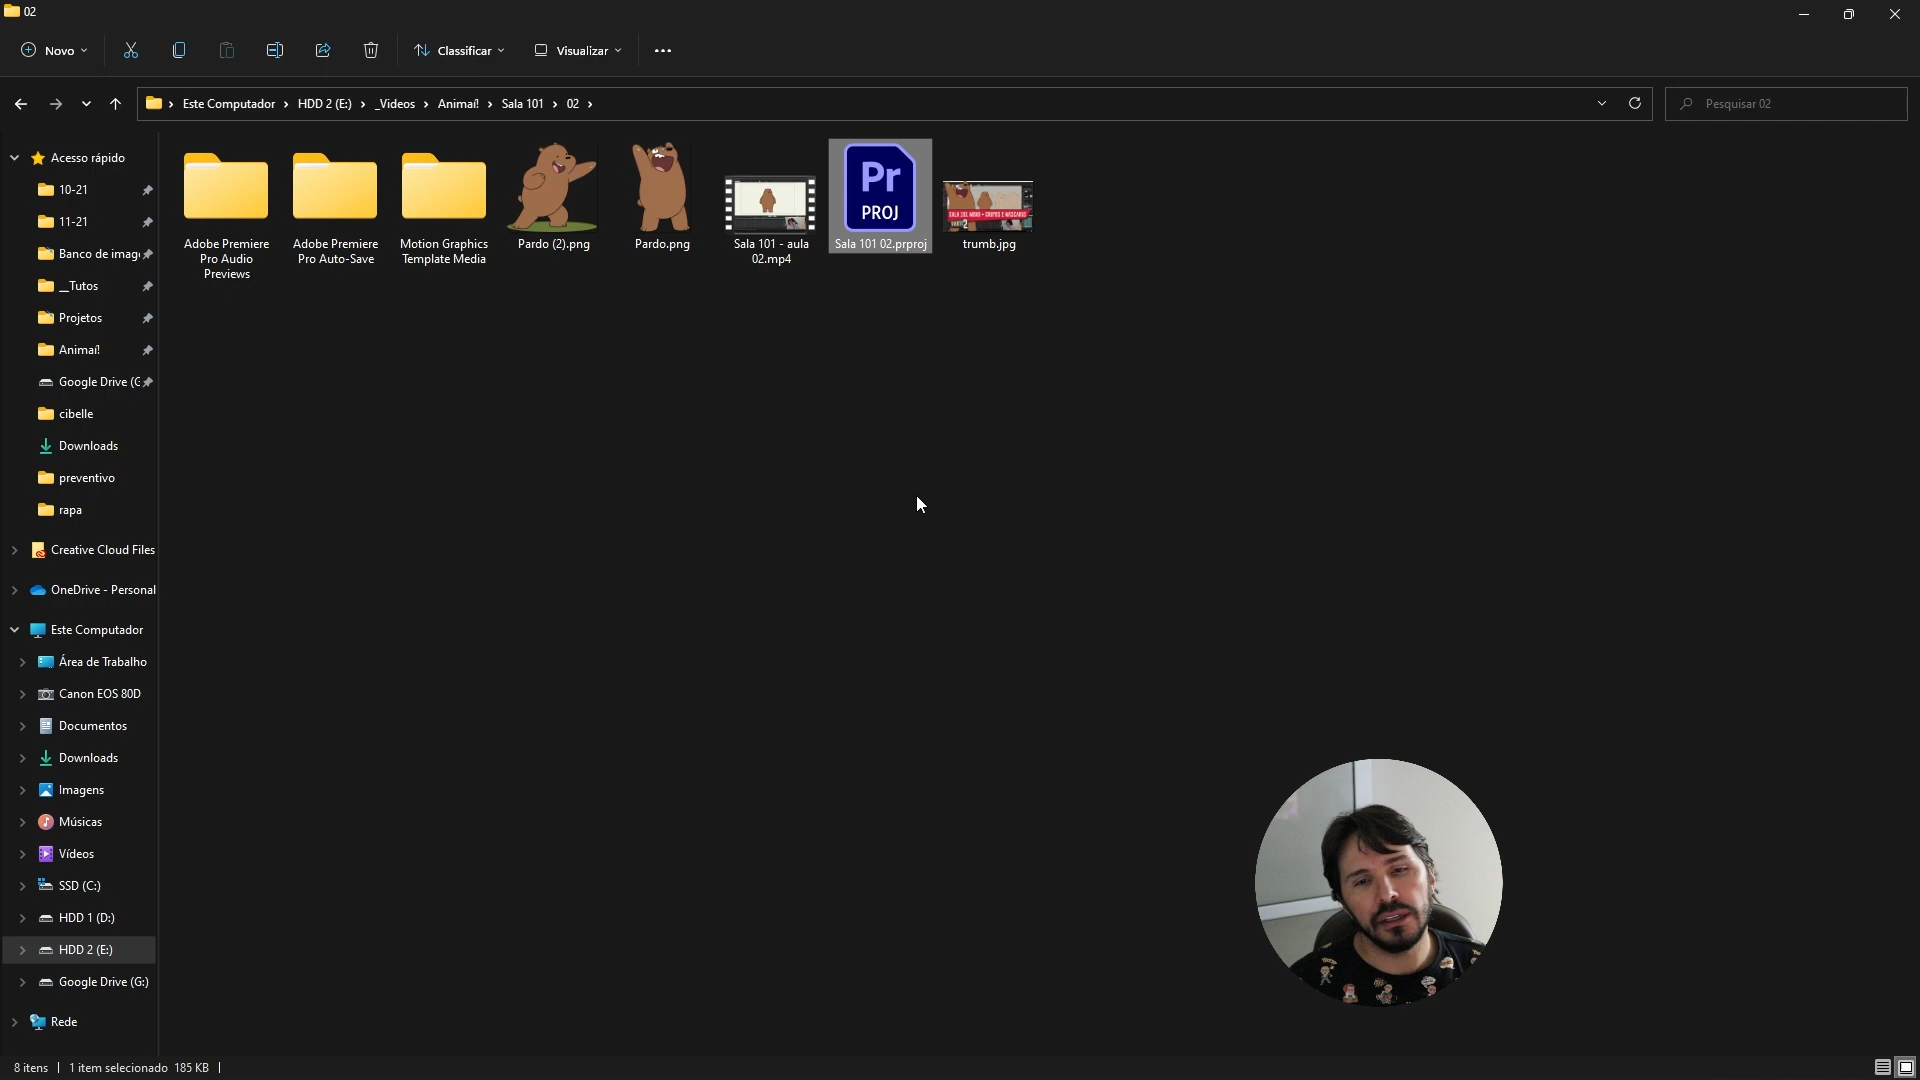 02
Novo
Classificar
Visualizar
Este Computador
HDD 2 (E:)
_Videos
Animaí!
Sala 101
02
Pesquisar 02
Acesso rápido
10-21
11-21
Banco de imag
__Tutos
Projetos
Animaí!
Google Drive (G
cibelle
Downloads
preventivo
rapa
Creative Cloud Files
OneDrive - Personal
Este Computador
Área de Trabalho
Canon EOS 80D
Documentos
Downloads
Imagens
Músicas
Vídeos
SSD (C:)
HDD 1 (D:)
HDD 2 (E:)
Google Drive (G:)
Rede
Adobe Premiere
Pro Audio
Previews
Adobe Premiere
Pro Auto-Save
Motion Graphics
Template Media
Pardo (2).png
Pardo.png
Sala 101 - aula
02.mp4
Pr
PROJ
Sala 101 02.prproj
trumb.jpg
8 itens
1 item selecionado 185 KB